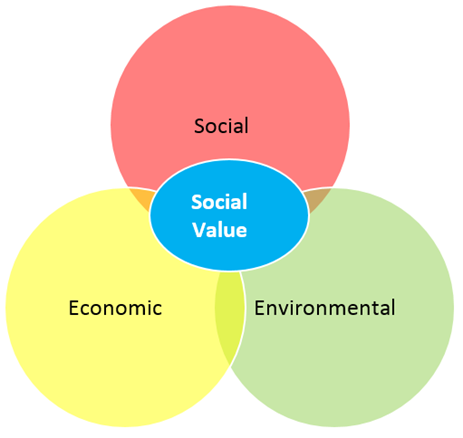 Social
Social
Value
Economic
Environmental